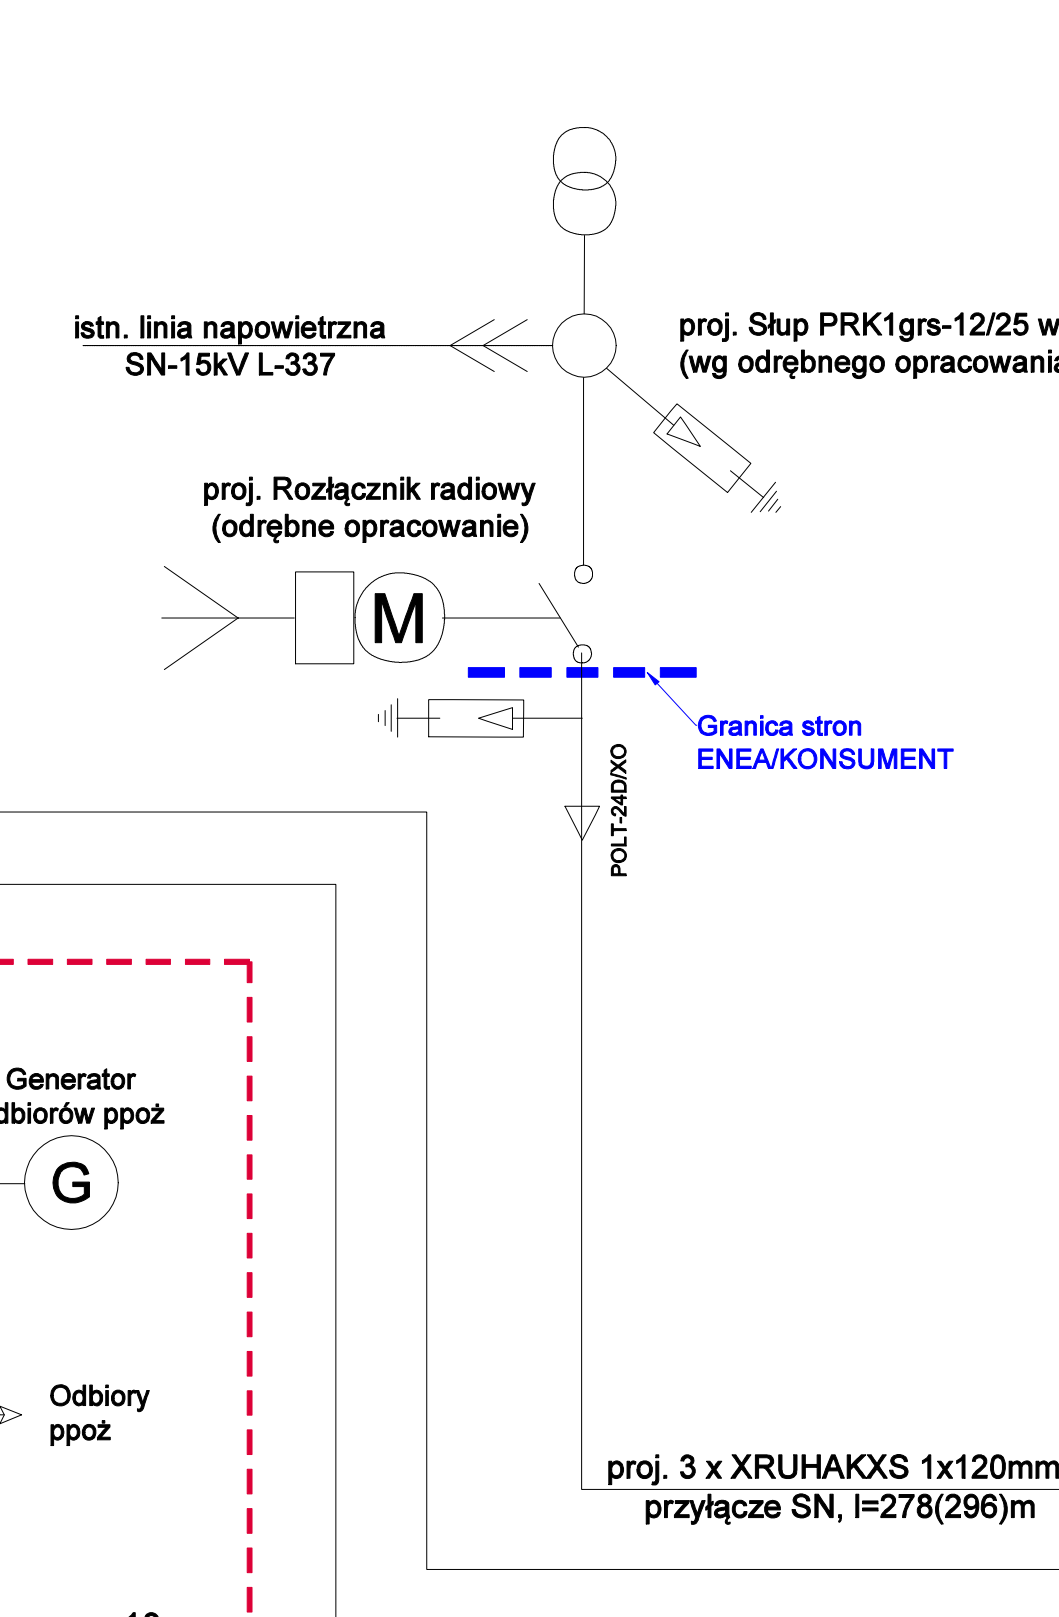 istn. linia napowietrzna
SN-15kV L-337
proj. Słup PRK1grs-12/25 w
(wg odrębnego opracowania
proj. Rozłącznik radiowy
(odrębne opracowanie)
M
Granica stron
ENEA/KONSUMENT
POLT-24D/XO
Generator
dbiorów ppoż
G
Odbiory
ppoż
proj. 3 x XRUHAKXS 1x120mm
przyłącze SN, l=278(296)m